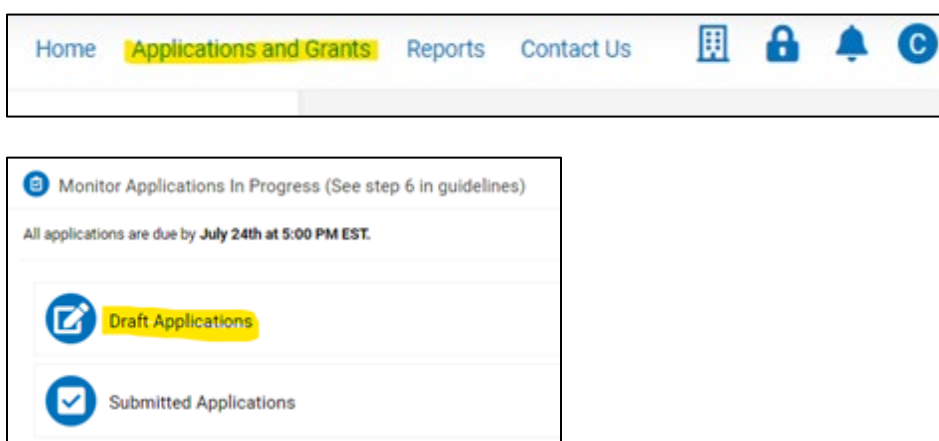 Home Applications and Grants Reports Contact Us C
Monitor Applications In Progress (See step 6 in guidelines)
All applications are due by July 24th at 5:00 PM EST.
Draft Applications
Submitted Applications